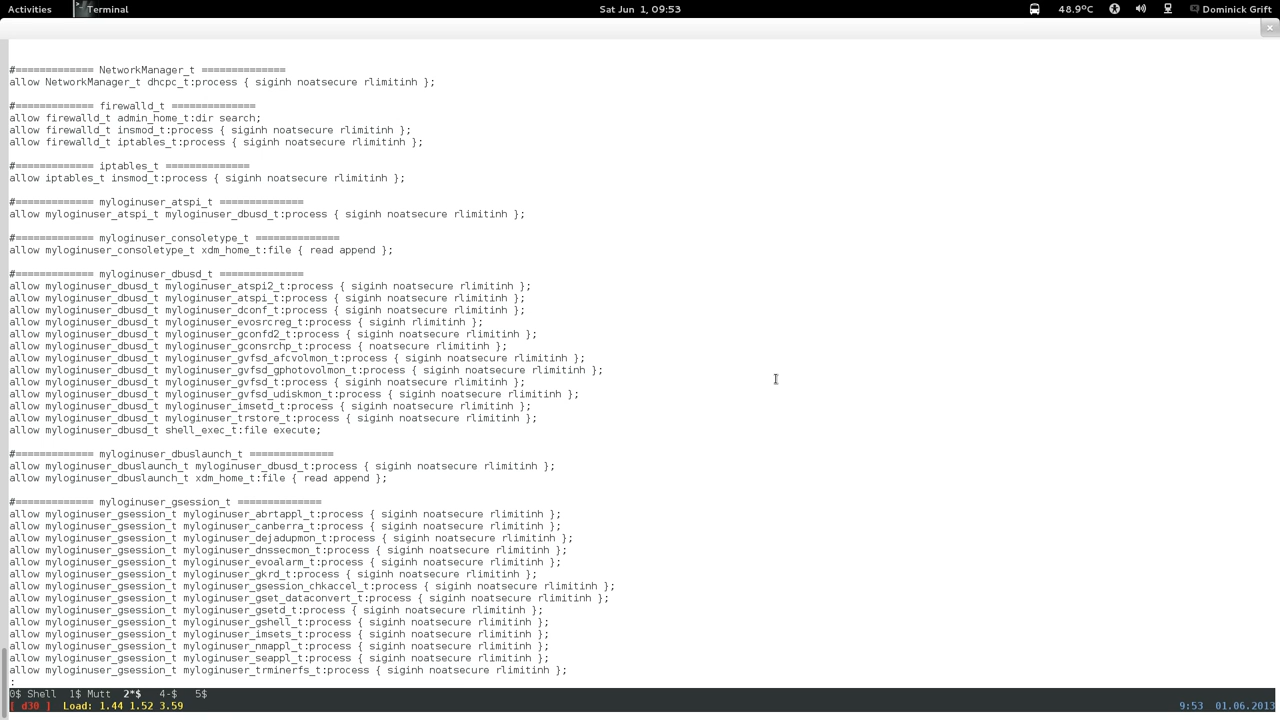 Activities Terminal Sat Jun 1, 09:53 48.9°C Dominick Grift
#============= NetworkManager_t ==============
allow NetworkManager_t dhcpc_t:process { siginh noatsecure rlimitinh };
#============= firewalld_t ==============
allow firewalld_t admin_home_t:dir search;
allow firewalld_t insmod_t:process { siginh noatsecure rlimitinh };
allow firewalld_t iptables_t:process { siginh noatsecure rlimitinh };
#============= iptables_t ==============
allow iptables_t insmod_t:process { siginh noatsecure rlimitinh };
#============= myloginuser_atspi_t ==============
allow myloginuser_atspi_t myloginuser_dbusd_t:process { siginh noatsecure rlimitinh };
#============= myloginuser_consoletype_t ==============
allow myloginuser_consoletype_t xdm_home_t:file { read append };
#============= myloginuser_dbusd_t ==============
allow myloginuser_dbusd_t myloginuser_atspi2_t:process { siginh noatsecure rlimitinh };
allow myloginuser_dbusd_t myloginuser_atspi_t:process { siginh noatsecure rlimitinh };
allow myloginuser_dbusd_t myloginuser_dconf_t:process { siginh noatsecure rlimitinh };
allow myloginuser_dbusd_t myloginuser_evosrcreg_t:process { siginh rlimitinh };
allow myloginuser_dbusd_t myloginuser_gconfd2_t:process { siginh noatsecure rlimitinh };
allow myloginuser_dbusd_t myloginuser_gconsrchp_t:process { noatsecure rlimitinh };
allow myloginuser_dbusd_t myloginuser_gvfsd_afcvolmon_t:process { siginh noatsecure rlimitinh };
allow myloginuser_dbusd_t myloginuser_gvfsd_gphotovolmon_t:process { siginh noatsecure rlimitinh };
allow myloginuser_dbusd_t myloginuser_gvfsd_t:process { siginh noatsecure rlimitinh };
allow myloginuser_dbusd_t myloginuser_gvfsd_udiskmon_t:process { siginh noatsecure rlimitinh };
allow myloginuser_dbusd_t myloginuser_imsetd_t:process { siginh noatsecure rlimitinh };
allow myloginuser_dbusd_t myloginuser_trstore_t:process { siginh noatsecure rlimitinh };
allow myloginuser_dbusd_t shell_exec_t:file execute;
#============= myloginuser_dbuslaunch_t ==============
allow myloginuser_dbuslaunch_t myloginuser_dbusd_t:process { siginh noatsecure rlimitinh };
allow myloginuser_dbuslaunch_t xdm_home_t:file { read append };
#============= myloginuser_gsession_t ==============
allow myloginuser_gsession_t myloginuser_abrtappl_t:process { siginh noatsecure rlimitinh };
allow myloginuser_gsession_t myloginuser_canberra_t:process { siginh noatsecure rlimitinh };
allow myloginuser_gsession_t myloginuser_dejadupmon_t:process { siginh noatsecure rlimitinh };
allow myloginuser_gsession_t myloginuser_dnssecmon_t:process { siginh noatsecure rlimitinh };
allow myloginuser_gsession_t myloginuser_evoalarm_t:process { siginh noatsecure rlimitinh };
allow myloginuser_gsession_t myloginuser_gkrd_t:process { siginh noatsecure rlimitinh };
allow myloginuser_gsession_t myloginuser_gsession_chkaccel_t:process { siginh noatsecure rlimitinh };
allow myloginuser_gsession_t myloginuser_gset_dataconvert_t:process { siginh noatsecure rlimitinh };
allow myloginuser_gsession_t myloginuser_gsetd_t:process { siginh noatsecure rlimitinh };
allow myloginuser_gsession_t myloginuser_gshell_t:process { siginh noatsecure rlimitinh };
allow myloginuser_gsession_t myloginuser_imsets_t:process { siginh noatsecure rlimitinh };
allow myloginuser_gsession_t myloginuser_nmappl_t:process { siginh noatsecure rlimitinh };
allow myloginuser_gsession_t myloginuser_seappl_t:process { siginh noatsecure rlimitinh };
allow myloginuser_gsession_t myloginuser_trminerfs_t:process { siginh noatsecure rlimitinh };
:
0$ Shell 1$ Mutt 2*$ 4-$ 5$
[ d30 ] Load: 1.44 1.52 3.59 9:53 01.06.2013